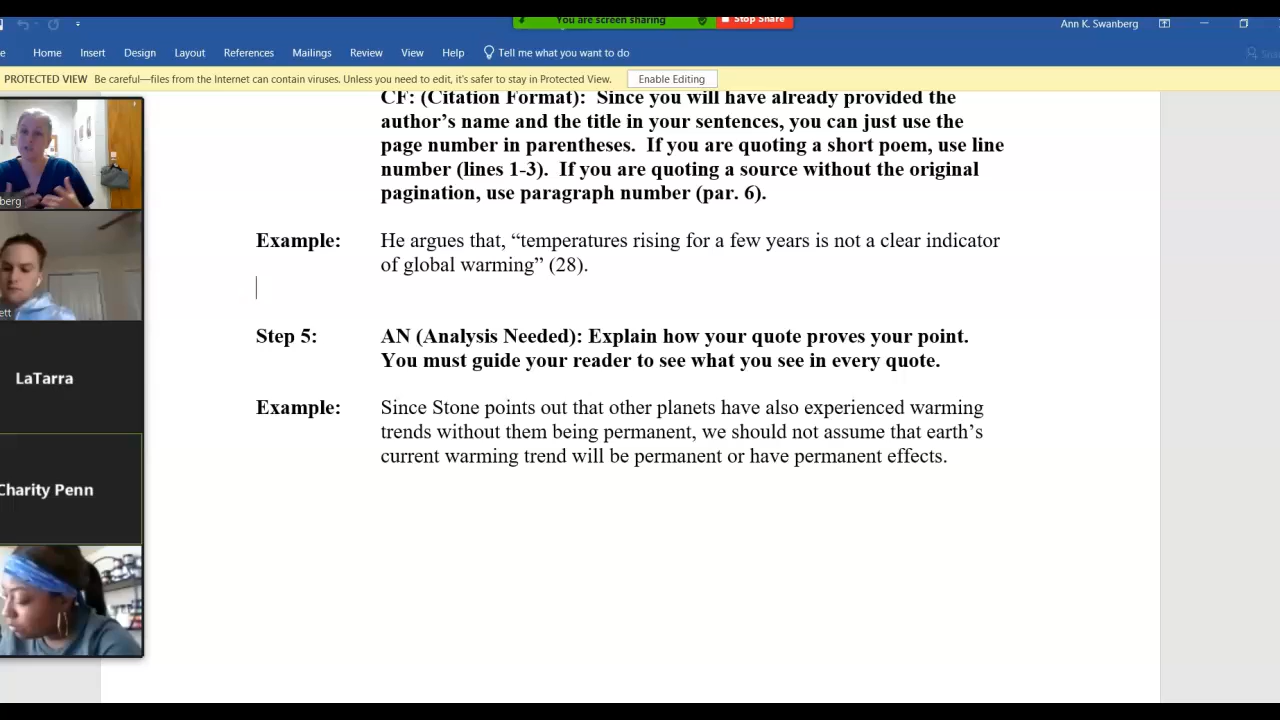 You are screen sharing Stop Share
Ann K. Swanberg
Home Insert Design Layout References Mailings Review View Help Tell me what you want to do
PROTECTED VIEW Be careful—files from the Internet can contain viruses. Unless you need to edit, it's safer to stay in Protected View. Enable Editing
CF: (Citation Format): Since you will have already provided the
author’s name and the title in your sentences, you can just use the
page number in parentheses. If you are quoting a short poem, use line
number (lines 1-3). If you are quoting a source without the original
pagination, use paragraph number (par. 6).
berg
Example: He argues that, “temperatures rising for a few years is not a clear indicator
of global warming” (28).
ett
Step 5: AN (Analysis Needed): Explain how your quote proves your point.
You must guide your reader to see what you see in every quote.
LaTarra
Example: Since Stone points out that other planets have also experienced warming
trends without them being permanent, we should not assume that earth’s
current warming trend will be permanent or have permanent effects.
Charity Penn